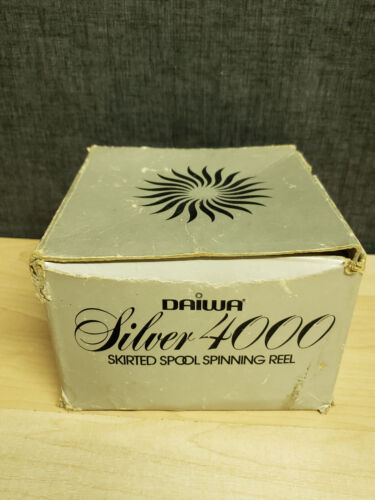 DAIWA®
Silver 4000
SKIRTED SPOOL SPINNING REEL